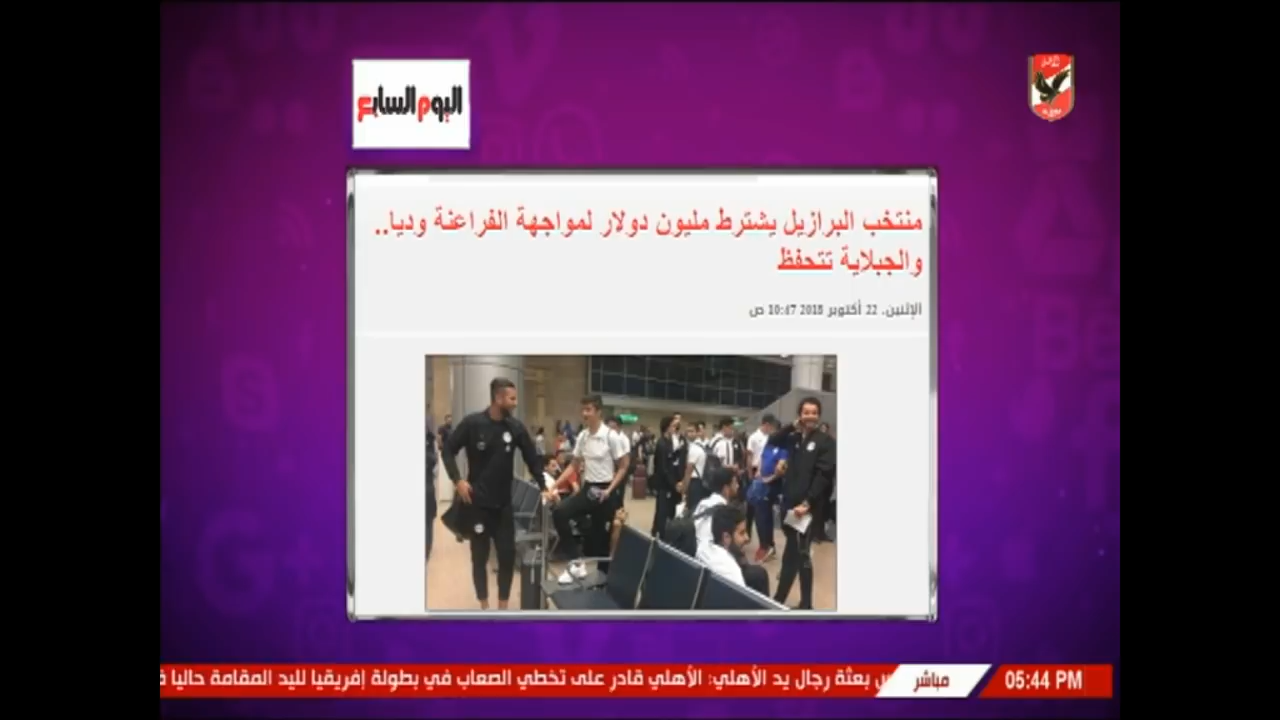 اليوم السابع
منتخب البرازيل يشترط مليون دولار لمواجهة الفراعنة وديا..
والجبلاية تتحفظ
الإثنين، 22 أكتوبر 2018 10:47 ص
بعثة رجال يد الأهلي: الأهلي قادر على تخطي الصعاب في بطولة إفريقيا لليد المقامة حاليا
مباشر
05:44 PM